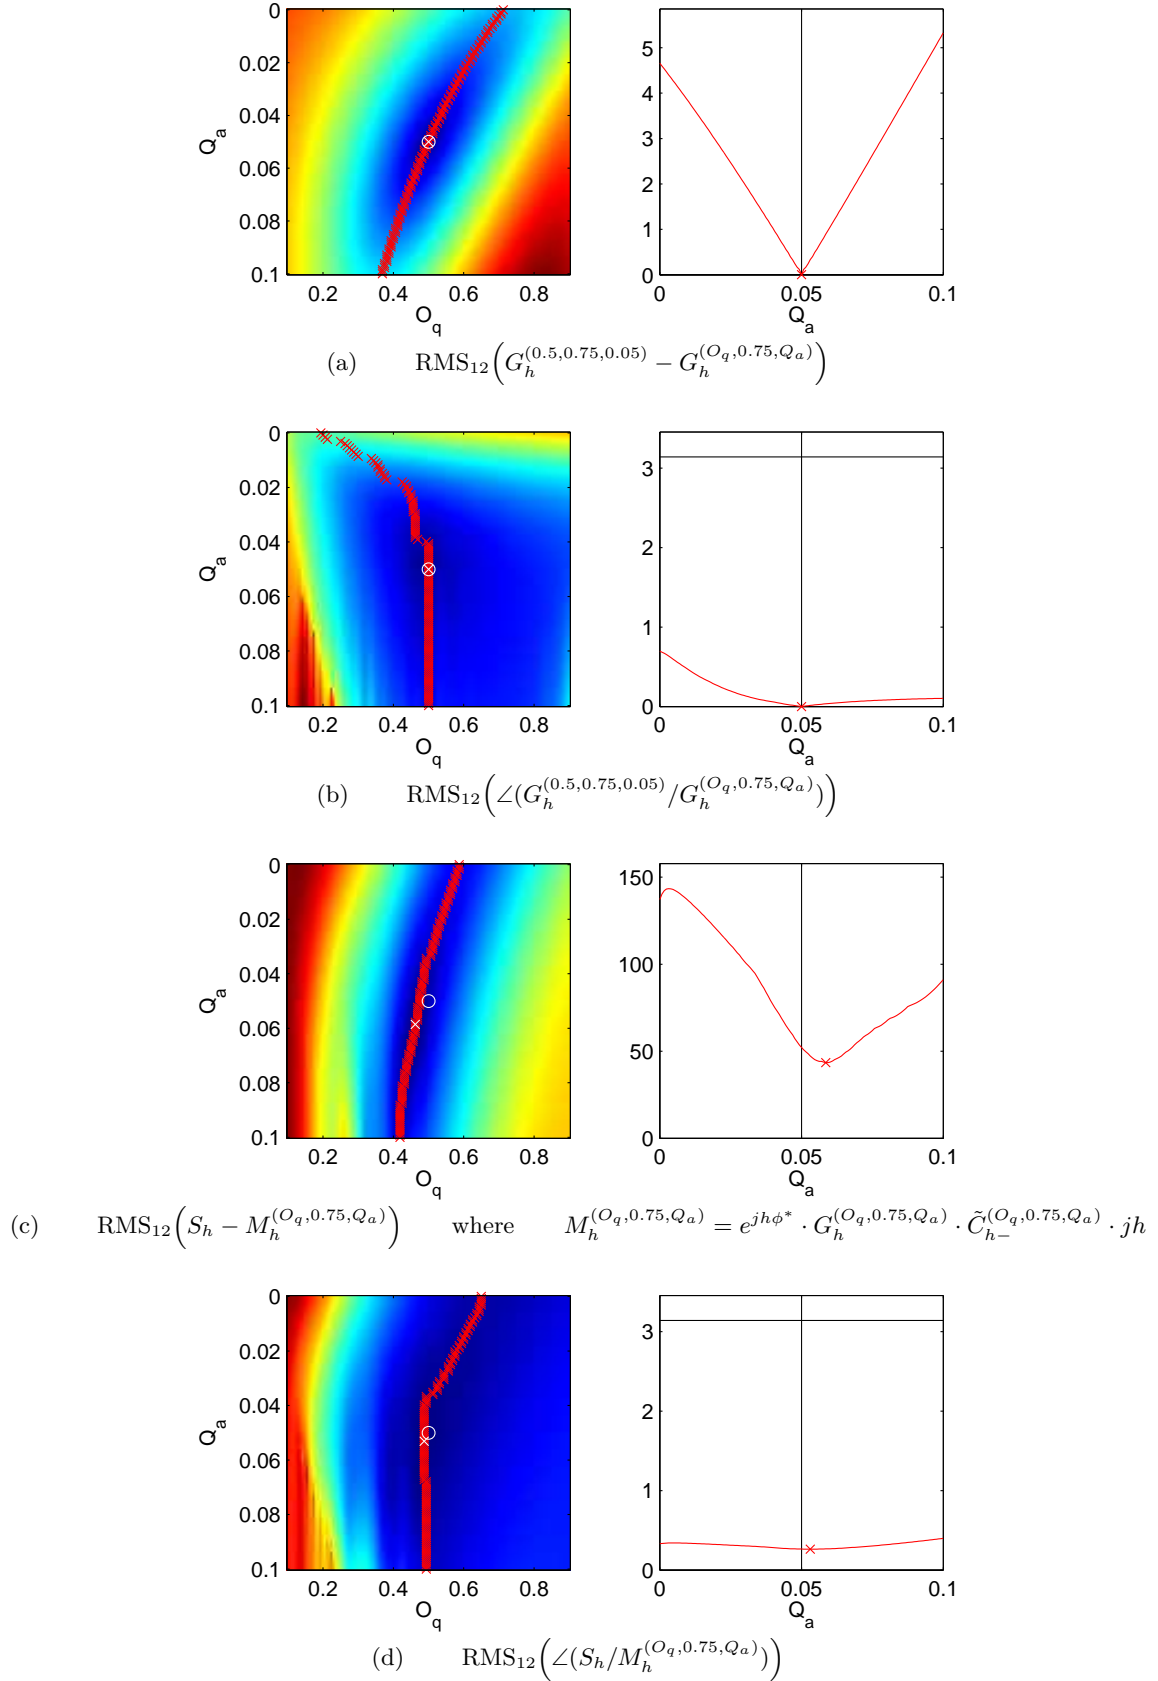 0
0.02
0.04
0.06
0.08
0.1
Q_a
0.2 0.4 0.6 0.8
O_q
5
4
3
2
1
0
0 0.05 0.1
Q_a
(a) RMS₁₂(G_h^{(0.5,0.75,0.05)} − G_h^{(O_q,0.75,Q_a)})
0
0.02
0.04
0.06
0.08
0.1
Q_a
0.2 0.4 0.6 0.8
O_q
3
2
1
0
0 0.05 0.1
Q_a
(b) RMS₁₂(∠(G_h^{(0.5,0.75,0.05)}/G_h^{(O_q,0.75,Q_a)}))
0
0.02
0.04
0.06
0.08
0.1
Q_a
0.2 0.4 0.6 0.8
O_q
150
100
50
0
0 0.05 0.1
Q_a
(c) RMS₁₂(S_h − M_h^{(O_q,0.75,Q_a)}) where M_h^{(O_q,0.75,Q_a)} = e^{jhϕ*} · G_h^{(O_q,0.75,Q_a)} · C̃_{h−}^{(O_q,0.75,Q_a)} · jh
0
0.02
0.04
0.06
0.08
0.1
Q_a
0.2 0.4 0.6 0.8
O_q
3
2
1
0
0 0.05 0.1
Q_a
(d) RMS₁₂(∠(S_h/M_h^{(O_q,0.75,Q_a)}))